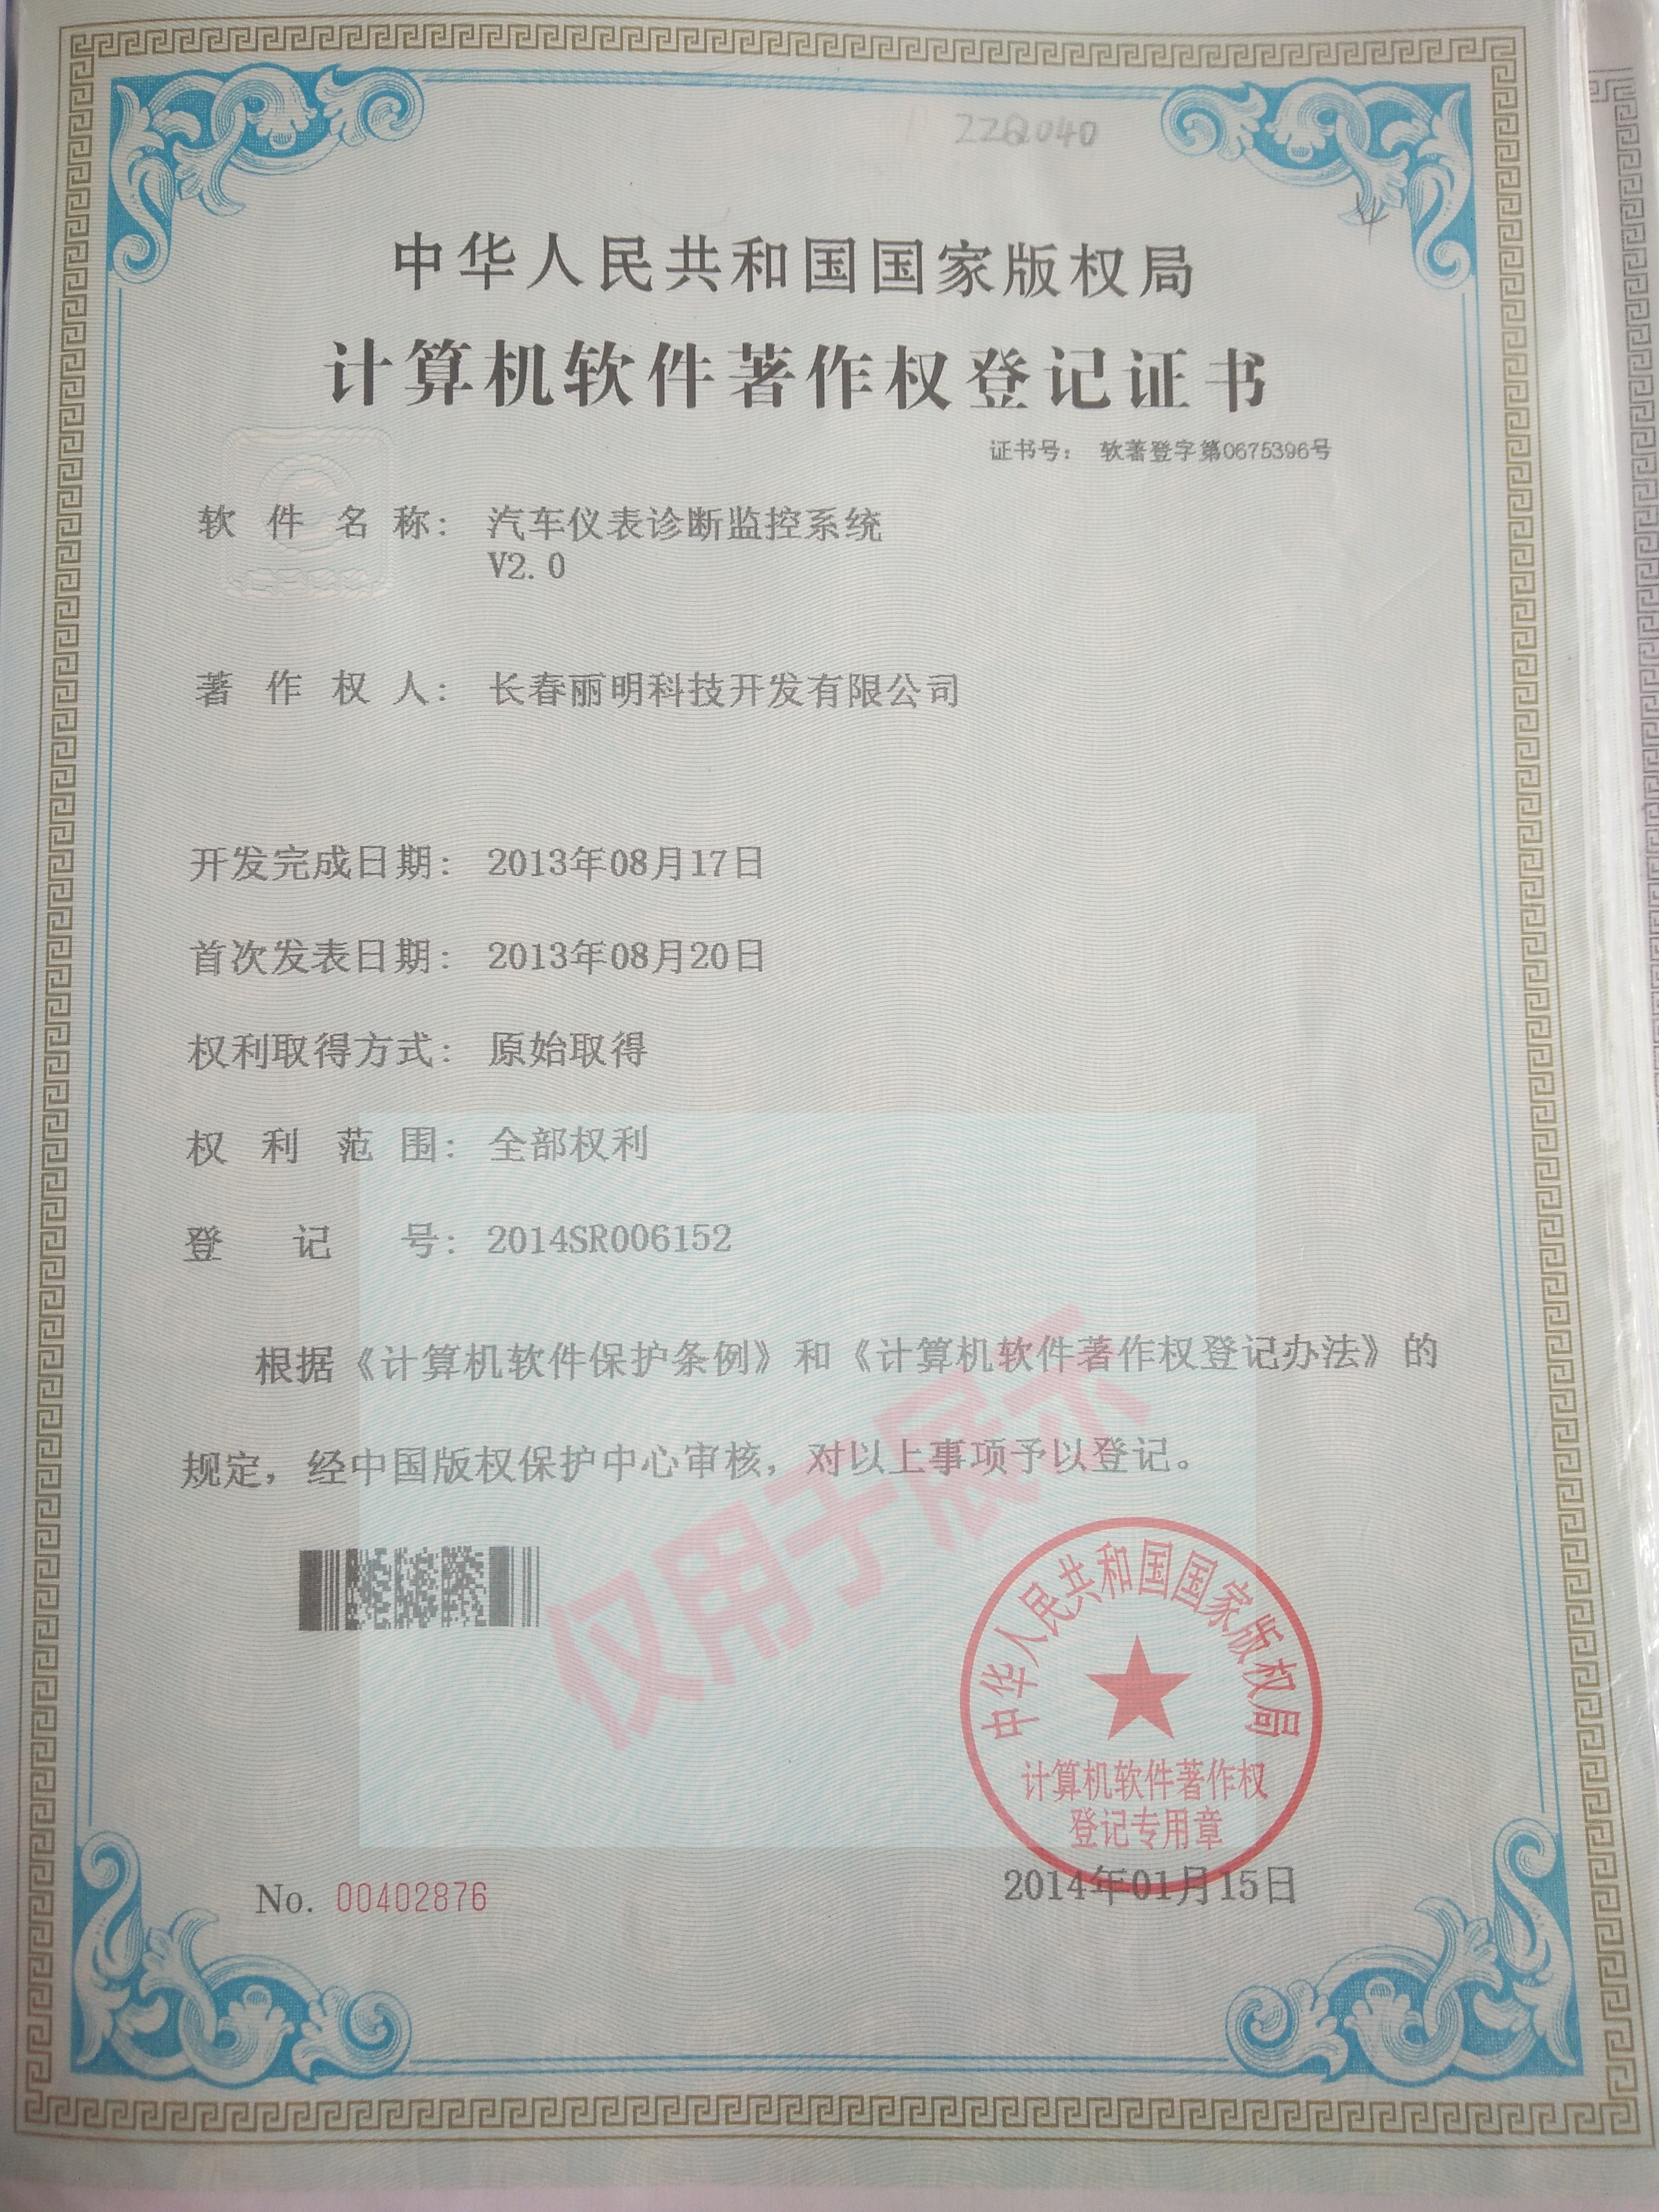 ZZQ040
中华人民共和国国家版权局
计算机软件著作权登记证书
证书号： 软著登字第0675396号
软件名称： 汽车仪表诊断监控系统
V2.0
著作权人： 长春丽明科技开发有限公司
开发完成日期： 2013年08月17日
首次发表日期： 2013年08月20日
权利取得方式： 原始取得
权利范围： 全部权利
登记号： 2014SR006152
根据《计算机软件保护条例》和《计算机软件著作权登记办法》的
规定，经中国版权保护中心审核，对以上事项予以登记。
仅用于展示
中华人民共和国国家版权局
计算机软件著作权
登记专用章
No. 00402876
2014年01月15日